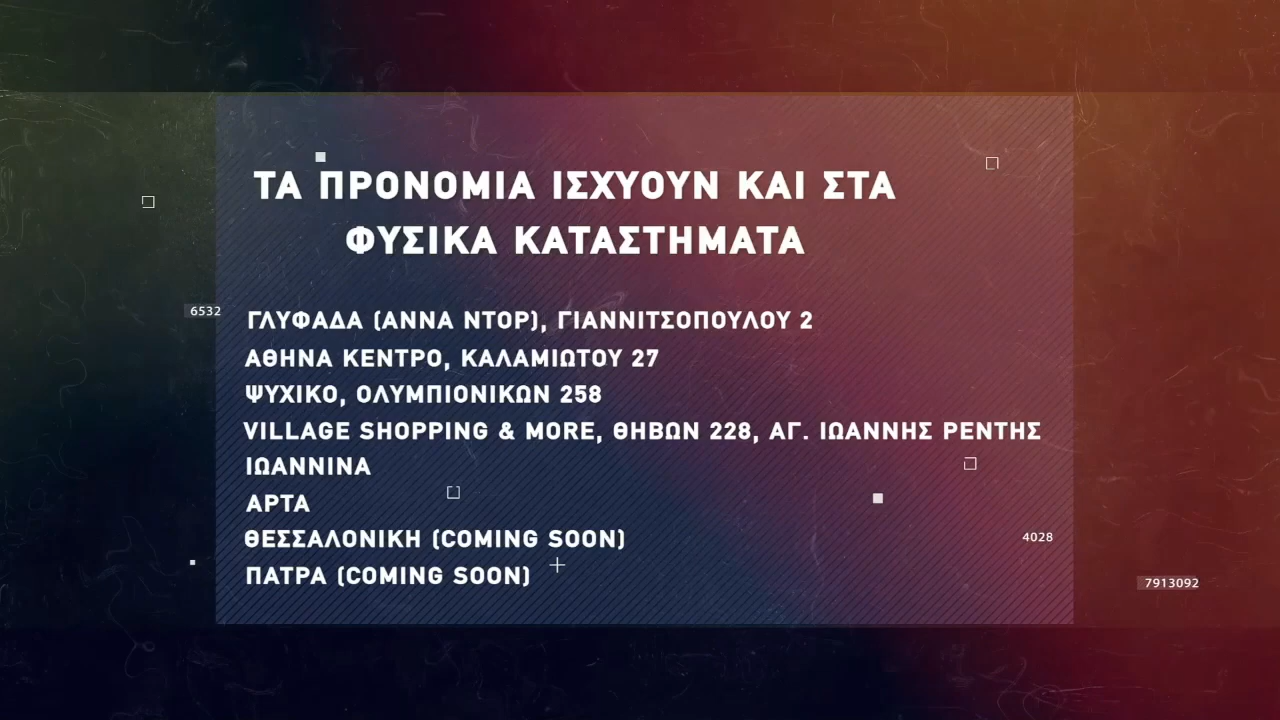 ΤΑ ΠΡΟΝΟΜΙΑ ΙΣΧΥΟΥΝ ΚΑΙ ΣΤΑ
ΦΥΣΙΚΑ ΚΑΤΑΣΤΗΜΑΤΑ
6532
ΓΛΥΦΑΔΑ (ΑΝΝΑ ΝΤΟΡ), ΓΙΑΝΝΙΤΣΟΠΟΥΛΟΥ 2
ΑΘΗΝΑ ΚΕΝΤΡΟ, ΚΑΛΑΜΙΩΤΟΥ 27
ΨΥΧΙΚΟ, ΟΛΥΜΠΙΟΝΙΚΩΝ 258
VILLAGE SHOPPING & MORE, ΘΗΒΩΝ 228, ΑΓ. ΙΩΑΝΝΗΣ ΡΕΝΤΗΣ
ΙΩΑΝΝΙΝΑ
ΑΡΤΑ
ΘΕΣΣΑΛΟΝΙΚΗ (COMING SOON)
4028
ΠΑΤΡΑ (COMING SOON)
7913092